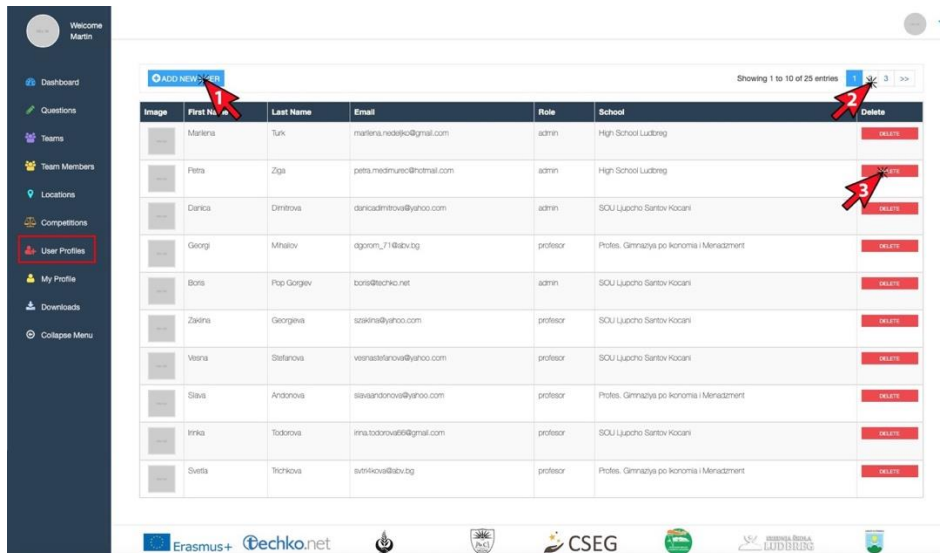 Welcome
Martin
Dashboard
Questions
Teams
Team Members
Locations
Competitions
User Profiles
My Profile
Downloads
Collapse Menu
ADD NEW
1
Showing 1 to 10 of 25 entries 1 3 >>
2
Image First Last Name Email Role School Delete
Marilena Turk marilena.nedeljko@gmail.com admin High School Ludbreg DELETE
Petra Ziga petra.medimurec@hotmail.com admin High School Ludbreg
3
Danica Dimitrova danicadimitrova@yahoo.com admin SOU Ljupcho Santov Kocani DELETE
Georgi Mihailov dgorom_71@abv.bg profesor Profes. Gimnaziya po Ikonomia i Menadzment DELETE
Boris Pop Gorgiev boris@techko.net admin SOU Ljupcho Santov Kocani DELETE
Zaklina Georgieva szaklina@yahoo.com profesor SOU Ljupcho Santov Kocani DELETE
Vesna Stefanova vesnastefanova@yahoo.com profesor SOU Ljupcho Santov Kocani DELETE
Slava Andonova slavaandonova@yahoo.com profesor Profes. Gimnaziya po Ikonomia i Menadzment DELETE
Irinka Todorova irina.todorova66@gmail.com profesor SOU Ljupcho Santov Kocani DELETE
Svetla Trichkova svtri4kova@abv.bg profesor Profes. Gimnaziya po Ikonomia i Menadzment DELETE
Erasmus+ techko.net CSEG LUDBREG